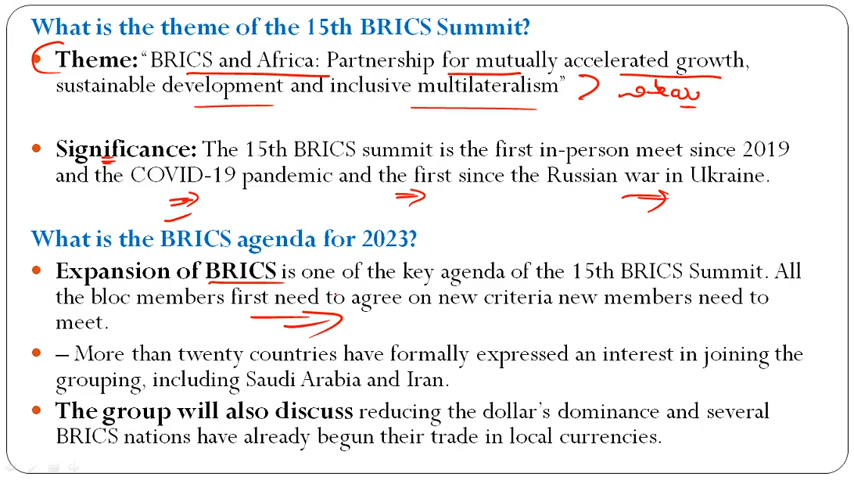 What is the theme of the 15th BRICS Summit?
• Theme: “BRICS and Africa: Partnership for mutually accelerated growth,
sustainable development and inclusive multilateralism”
• Significance: The 15th BRICS summit is the first in-person meet since 2019
and the COVID-19 pandemic and the first since the Russian war in Ukraine.
What is the BRICS agenda for 2023?
• Expansion of BRICS is one of the key agenda of the 15th BRICS Summit. All
the bloc members first need to agree on new criteria new members need to
meet.
• – More than twenty countries have formally expressed an interest in joining the
grouping, including Saudi Arabia and Iran.
• The group will also discuss reducing the dollar’s dominance and several
BRICS nations have already begun their trade in local currencies.